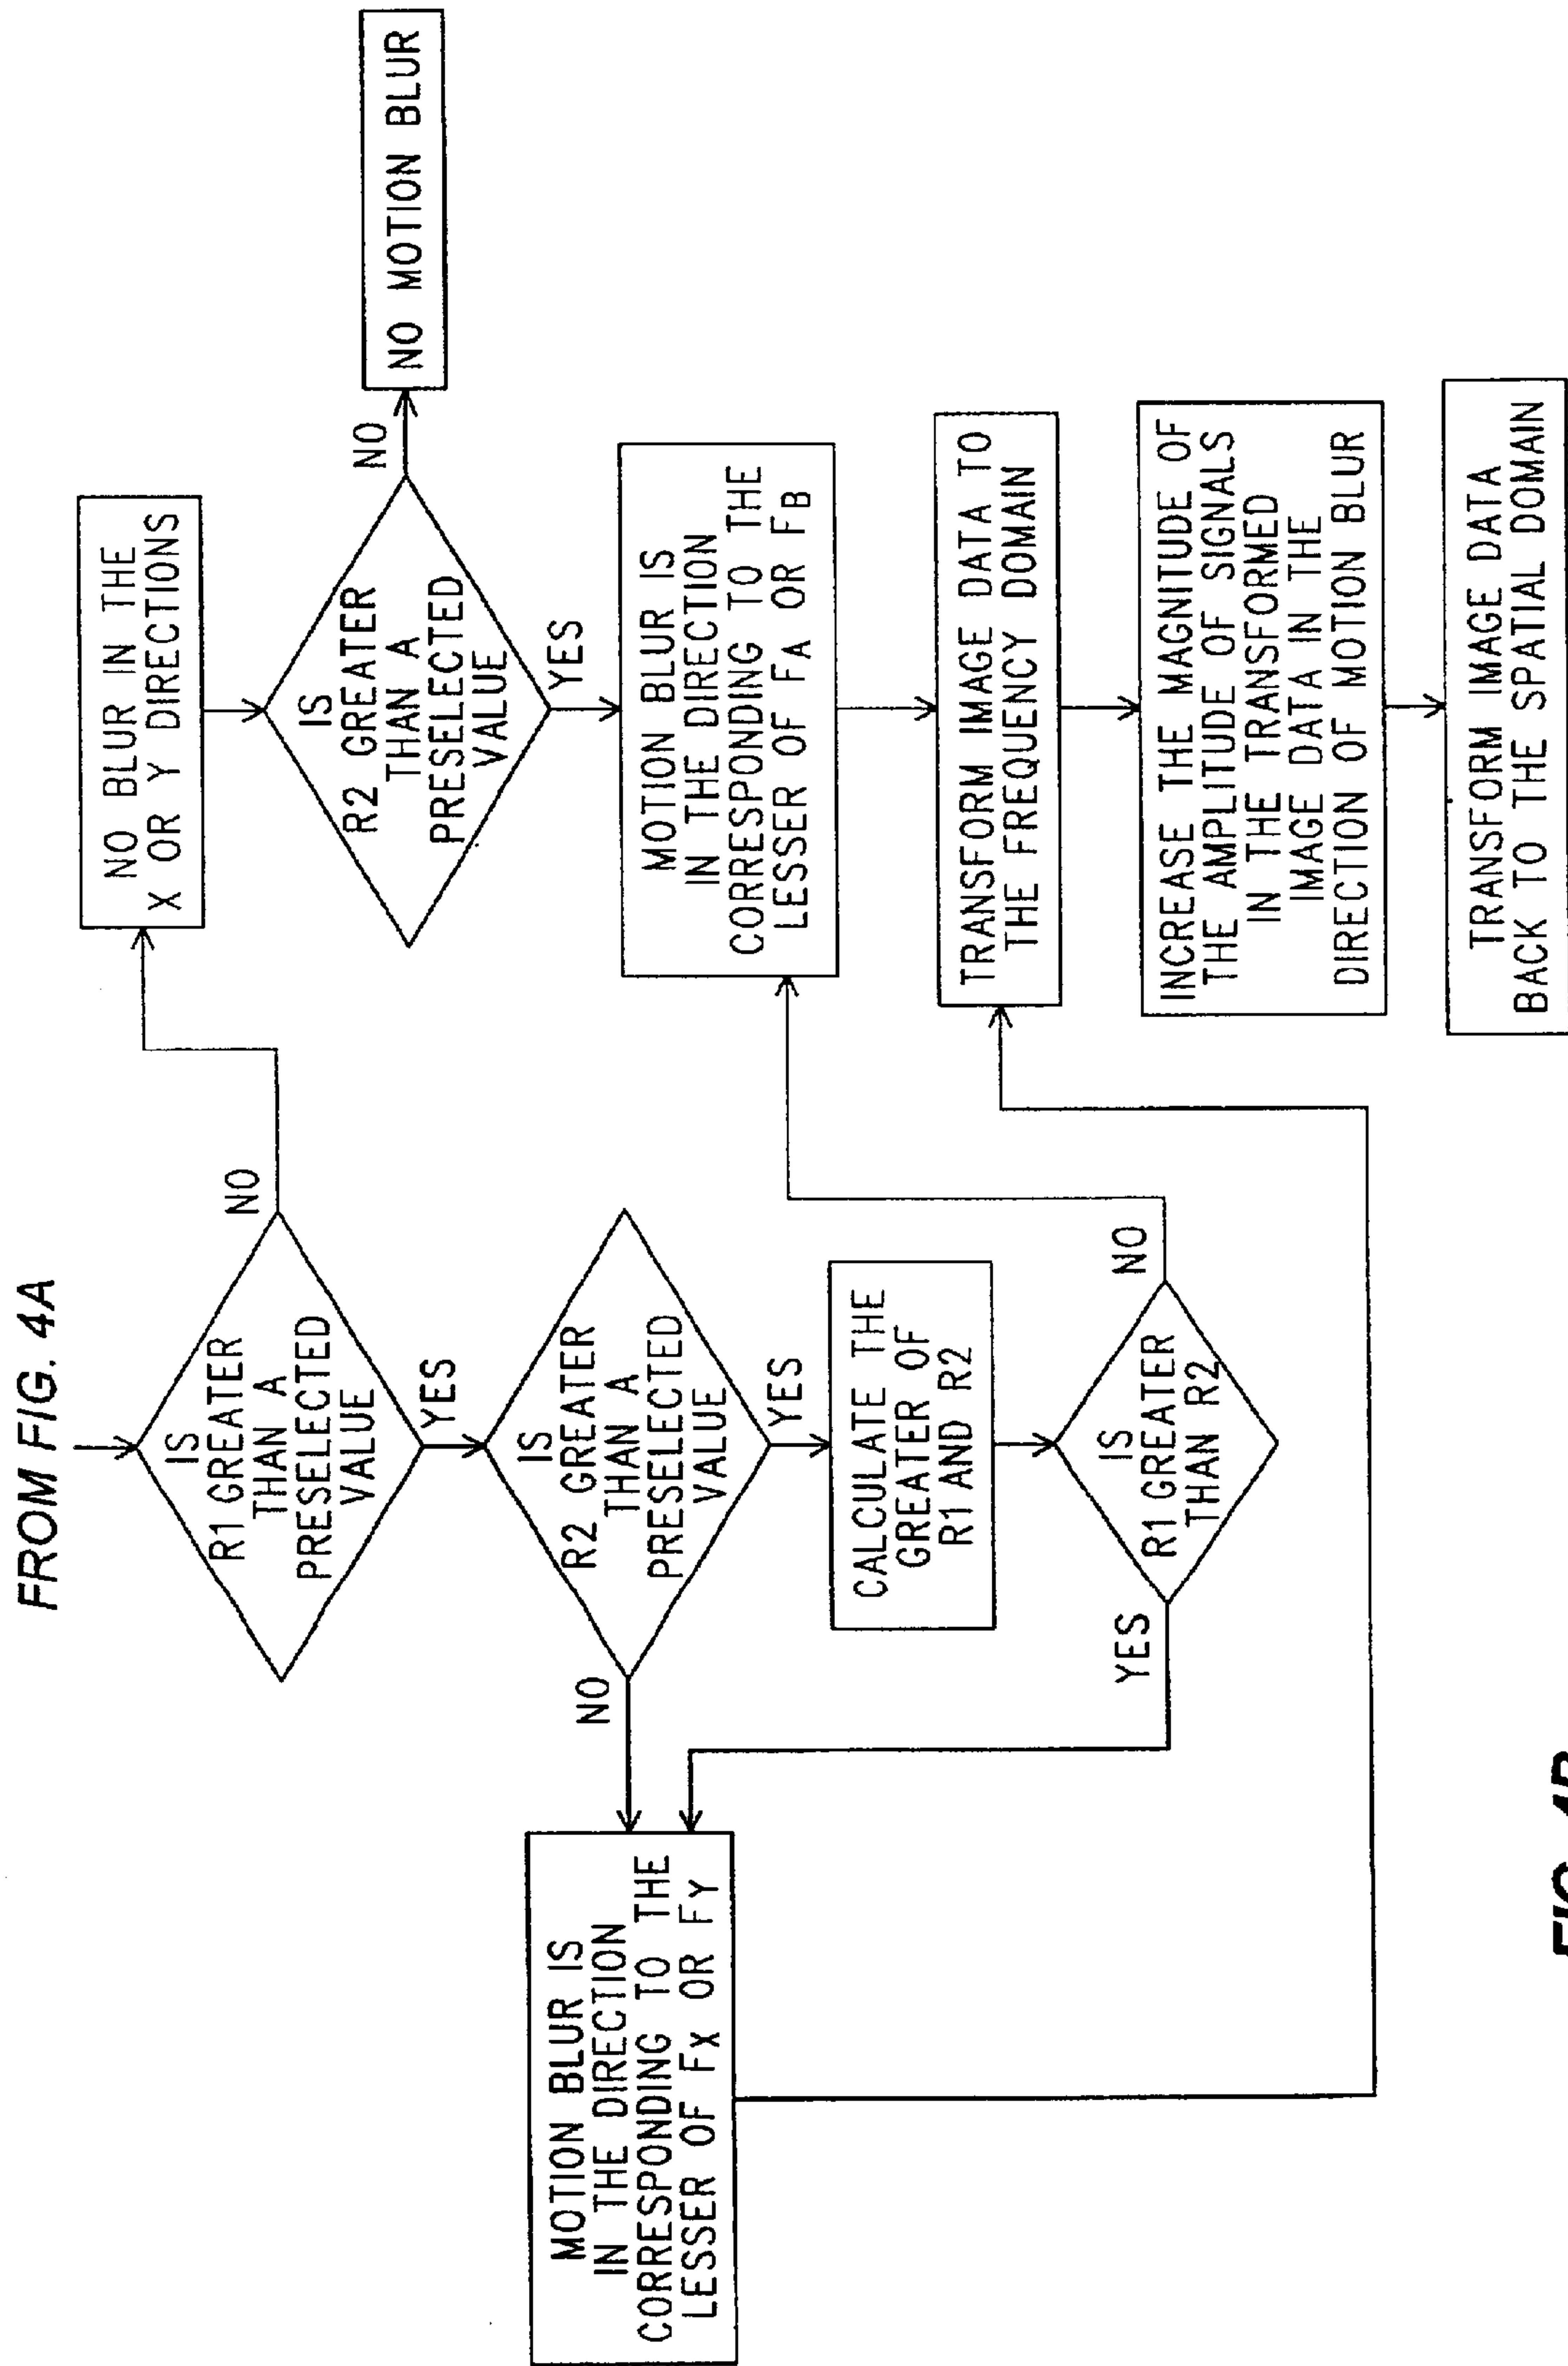 FROM FIG. 4A
IS
R1 GREATER
THAN A
PRESELECTED
VALUE
NO
YES
NO BLUR IN THE
X OR Y DIRECTIONS
IS
R2 GREATER
THAN A
PRESELECTED
VALUE
NO
YES
NO MOTION BLUR
IS
R2 GREATER
THAN A
PRESELECTED
VALUE
NO
YES
MOTION BLUR IS
IN THE DIRECTION
CORRESPONDING TO THE
LESSER OF FX OR FY
MOTION BLUR IS
IN THE DIRECTION
CORRESPONDING TO THE
LESSER OF FA OR FB
CALCULATE THE
GREATER OF
R1 AND R2
IS
R1 GREATER
THAN R2
YES
NO
TRANSFORM IMAGE DATA TO
THE FREQUENCY DOMAIN
INCREASE THE MAGNITUDE OF
THE AMPLITUDE OF SIGNALS
IN THE TRANSFORMED
IMAGE DATA IN THE
DIRECTION OF MOTION BLUR
TRANSFORM IMAGE DATA
BACK TO THE SPATIAL DOMAIN